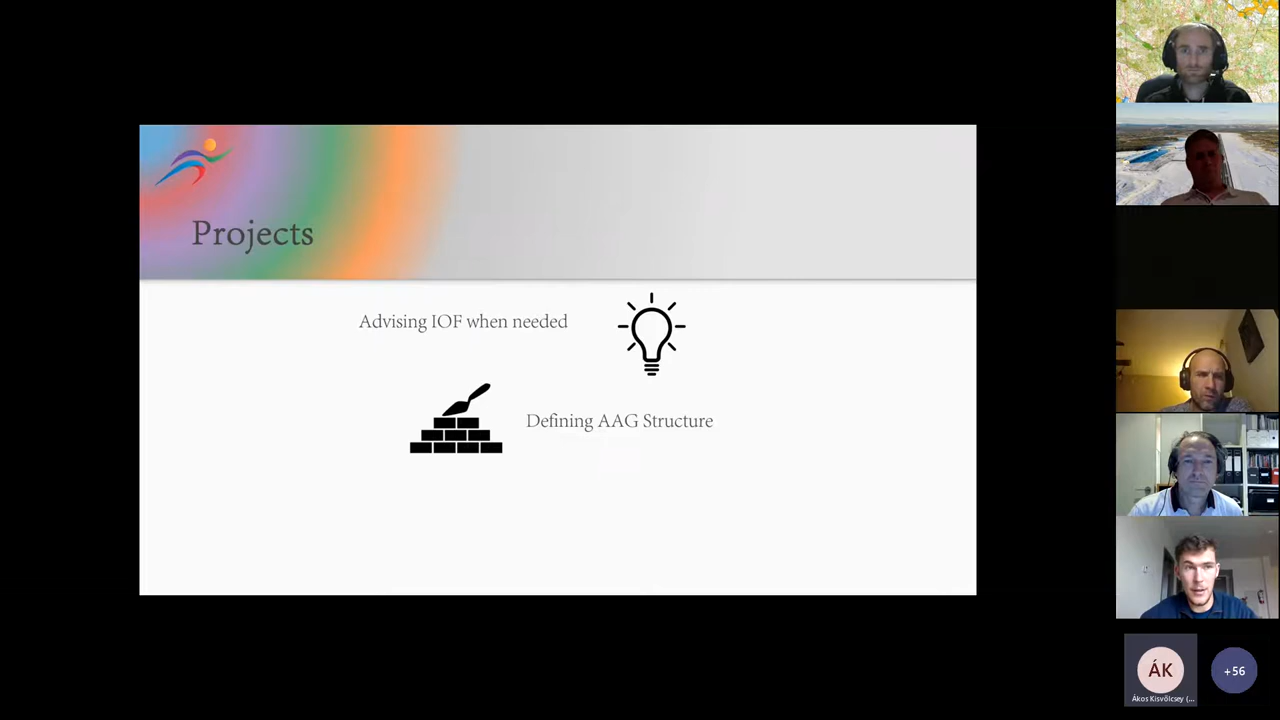 Projects
Advising IOF when needed
Defining AAG Structure
ÁK
+56
Ákos Kisvölcsey (...